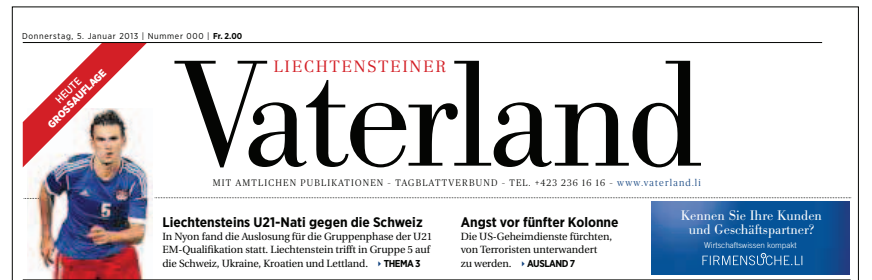 Donnerstag, 5. Januar 2013 | Nummer 000 | Fr. 2.00
HEUTE
GROSSAUFLAGE
LIECHTENSTEINER
Vaterland
MIT AMTLICHEN PUBLIKATIONEN - TAGBLATTVERBUND - TEL. +423 236 16 16 - www.vaterland.li
5
Liechtensteins U21-Nati gegen die Schweiz
In Nyon fand die Auslosung für die Gruppenphase der U21
EM-Qualifikation statt. Liechtenstein trifft in Gruppe 5 auf
die Schweiz, Ukraine, Kroatien und Lettland. ‣ THEMA 3
Angst vor fünfter Kolonne
Die US-Geheimdienste fürchten,
von Terroristen unterwandert
zu werden. ‣ AUSLAND 7
Kennen Sie Ihre Kunden
und Geschäftspartner?
Wirtschaftswissen kompakt
FIRMENSUCHE.LI